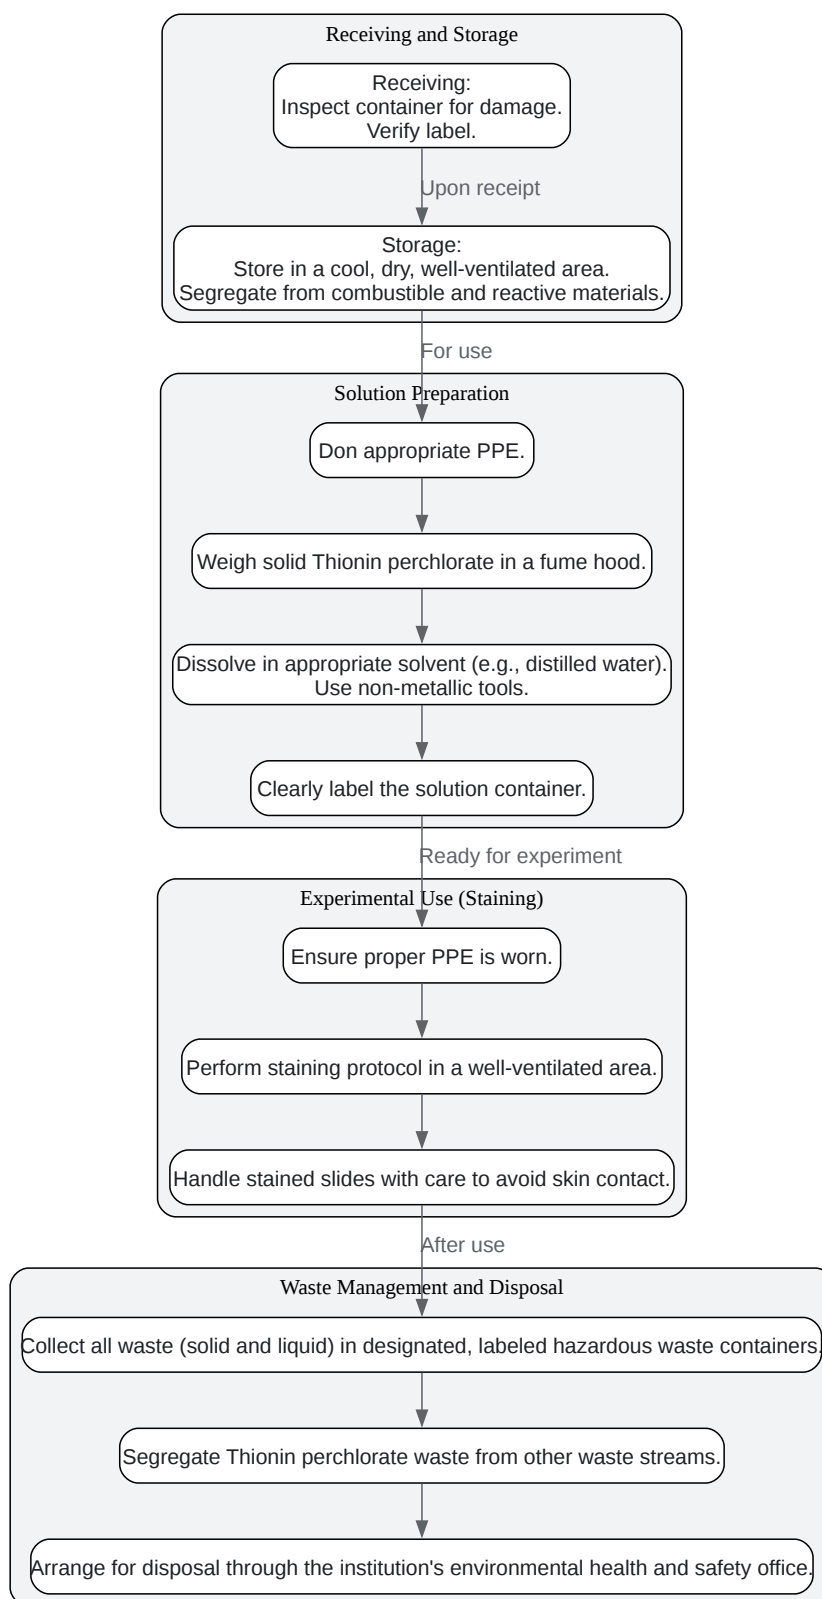 Receiving and Storage
Receiving:
Inspect container for damage.
Verify label.
Upon receipt
Storage:
Store in a cool, dry, well-ventilated area.
Segregate from combustible and reactive materials.
For use
Solution Preparation
Don appropriate PPE.
Weigh solid Thionin perchlorate in a fume hood.
Dissolve in appropriate solvent (e.g., distilled water).
Use non-metallic tools.
Clearly label the solution container.
Ready for experiment
Experimental Use (Staining)
Ensure proper PPE is worn.
Perform staining protocol in a well-ventilated area.
Handle stained slides with care to avoid skin contact.
After use
Waste Management and Disposal
Collect all waste (solid and liquid) in designated, labeled hazardous waste containers.
Segregate Thionin perchlorate waste from other waste streams.
Arrange for disposal through the institution's environmental health and safety office.